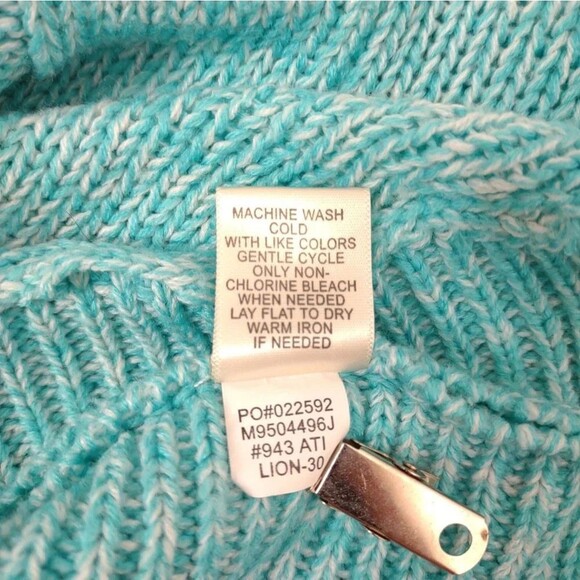 MACHINE WASH
COLD
WITH LIKE COLORS
GENTLE CYCLE
ONLY NON-
CHLORINE BLEACH
WHEN NEEDED
LAY FLAT TO DRY
WARM IRON
IF NEEDED
PO#022592
M9504496J
#943 ATI
LION-30